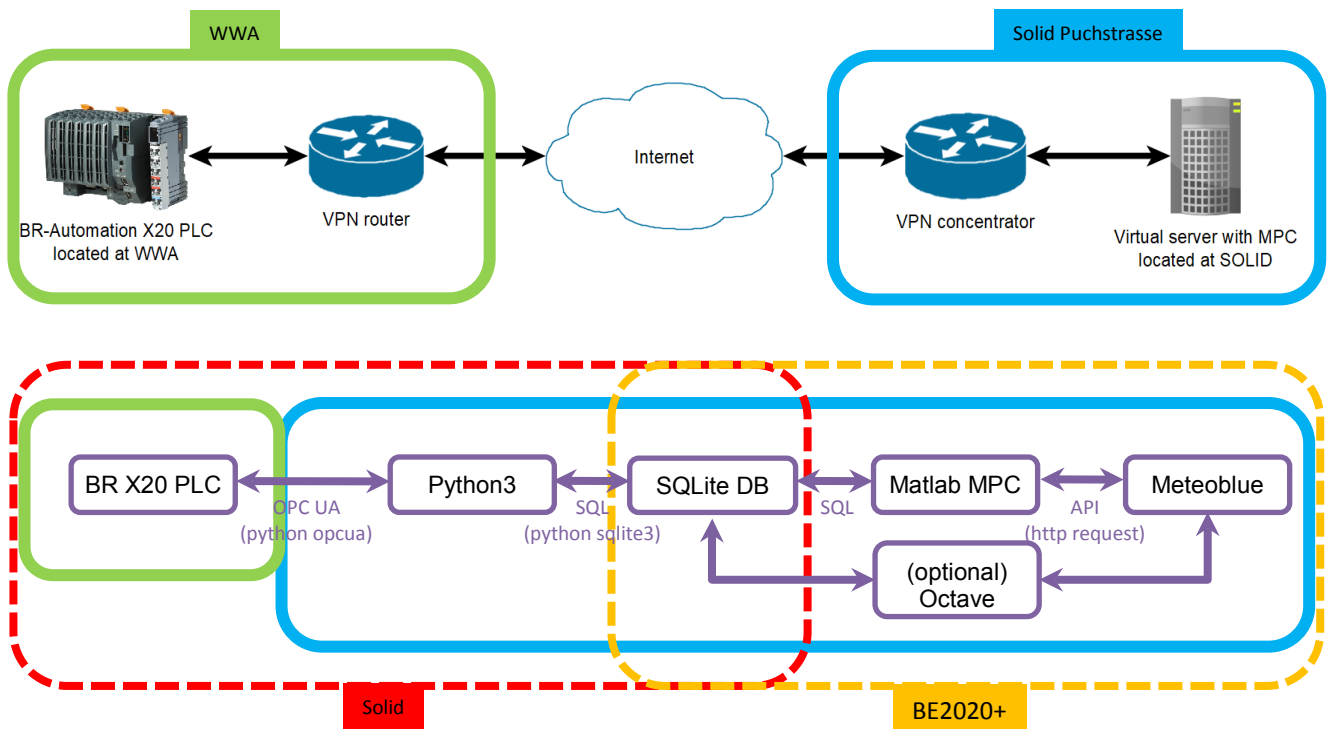 WWA
Solid Puchstrasse
Internet
VPN router
VPN concentrator
BR-Automation X20 PLC
located at WWA
Virtual server with MPC
located at SOLID
BR X20 PLC
Python3
SQLite DB
Matlab MPC
Meteoblue
OPC UA
(python opcua)
SQL
(python sqlite3)
SQL
API
(http request)
(optional)
Octave
Solid
BE2020+